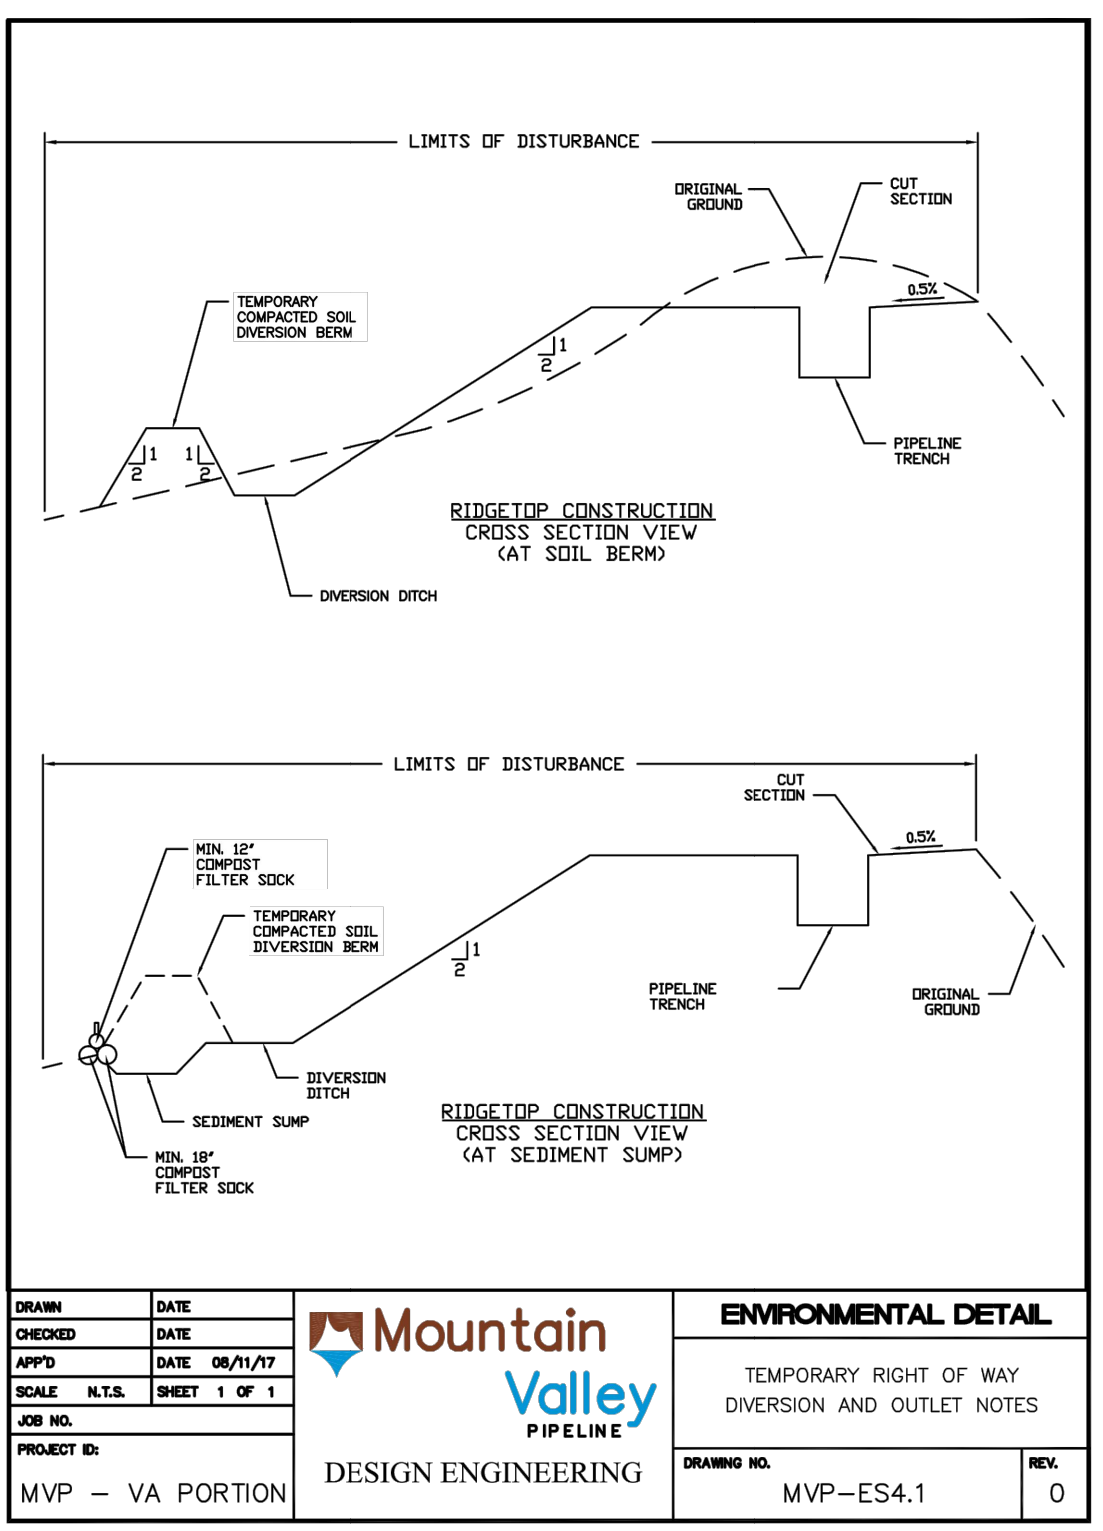 LIMITS OF DISTURBANCE
ORIGINAL
GROUND
CUT
SECTION
0.5%
TEMPORARY
COMPACTED SOIL
DIVERSION BERM
1
2
1
2
1
2
PIPELINE
TRENCH
RIDGETOP CONSTRUCTION
CROSS SECTION VIEW
(AT SOIL BERM)
DIVERSION DITCH
LIMITS OF DISTURBANCE
CUT
SECTION
0.5%
MIN. 12"
COMPOST
FILTER SOCK
TEMPORARY
COMPACTED SOIL
DIVERSION BERM
1
2
PIPELINE
TRENCH
ORIGINAL
GROUND
DIVERSION
DITCH
SEDIMENT SUMP
MIN. 18"
COMPOST
FILTER SOCK
RIDGETOP CONSTRUCTION
CROSS SECTION VIEW
(AT SEDIMENT SUMP)
DRAWN DATE
CHECKED DATE
APP'D DATE 08/11/17
SCALE N.T.S. SHEET 1 OF 1
JOB NO.
PROJECT ID:
MVP - VA PORTION
Mountain
Valley
PIPELINE
DESIGN ENGINEERING
ENVIRONMENTAL DETAIL
TEMPORARY RIGHT OF WAY
DIVERSION AND OUTLET NOTES
DRAWING NO.
MVP-ES4.1
REV.
0